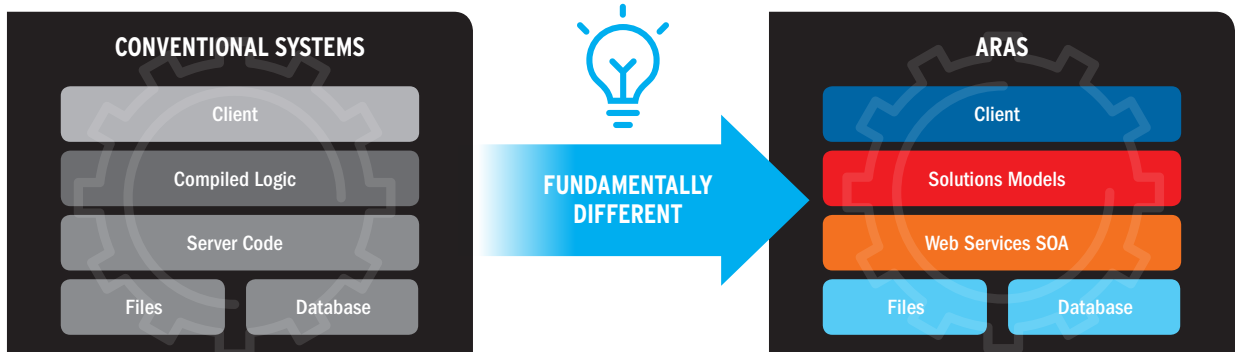 CONVENTIONAL SYSTEMS
Client
Compiled Logic
Server Code
Files
Database
FUNDAMENTALLY
DIFFERENT
ARAS
Client
Solutions Models
Web Services SOA
Files
Database